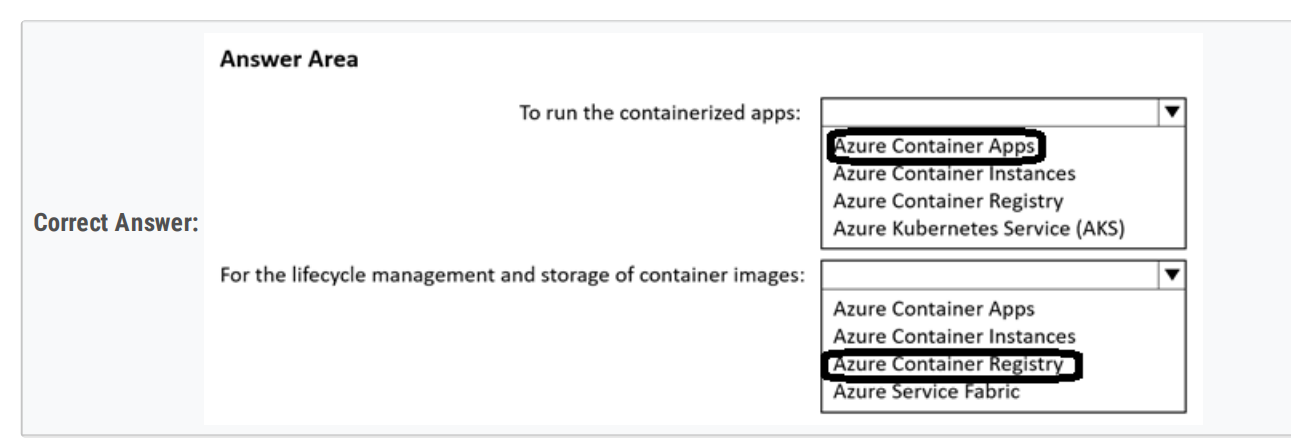 Answer Area
To run the containerized apps:
Azure Container Apps
Azure Container Instances
Azure Container Registry
Azure Kubernetes Service (AKS)
Correct Answer:
For the lifecycle management and storage of container images:
Azure Container Apps
Azure Container Instances
Azure Container Registry
Azure Service Fabric